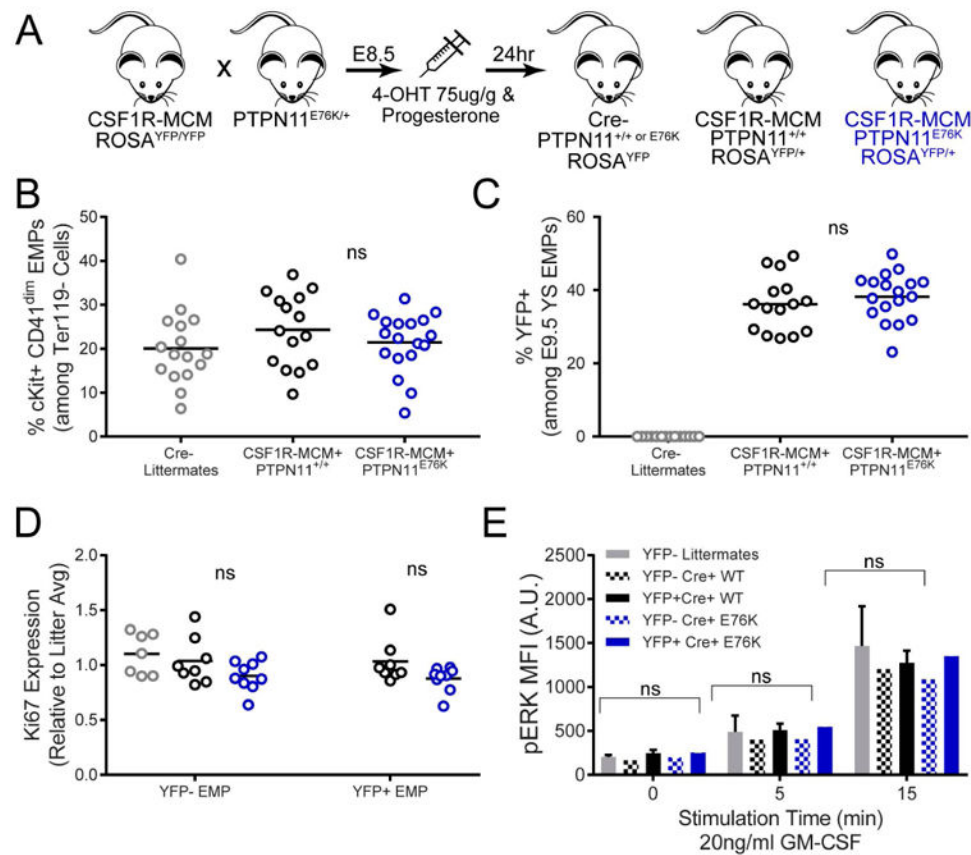 A
CSF1R-MCM
ROSA^YFP/YFP
x
PTPN11^E76K/+
E8.5
4-OHT 75ug/g &
Progesterone
24hr
Cre-
PTPN11^+/+ or E76K
ROSA^YFP
CSF1R-MCM
PTPN11^+/+
ROSA^YFP/+
CSF1R-MCM
PTPN11^E76K
ROSA^YFP/+
B
% cKit+ CD41^dim EMPs
(among Ter119- Cells)
50
40
30
20
10
0
ns
Cre-
Littermates
CSF1R-MCM+
PTPN11^+/+
CSF1R-MCM+
PTPN11^E76K
C
% YFP+
(among E9.5 YS EMPs)
60
40
20
0
ns
Cre-
Littermates
CSF1R-MCM+
PTPN11^+/+
CSF1R-MCM+
PTPN11^E76K
D
Ki67 Expression
(Relative to Litter Avg)
2.0
1.5
1.0
0.5
0.0
ns
ns
YFP- EMP
YFP+ EMP
E
YFP- Littermates
YFP- Cre+ WT
YFP+Cre+ WT
YFP- Cre+ E76K
YFP+ Cre+ E76K
pERK MFI (A.U.)
2500
2000
1500
1000
500
0
ns
ns
ns
0
5
15
Stimulation Time (min)
20ng/ml GM-CSF